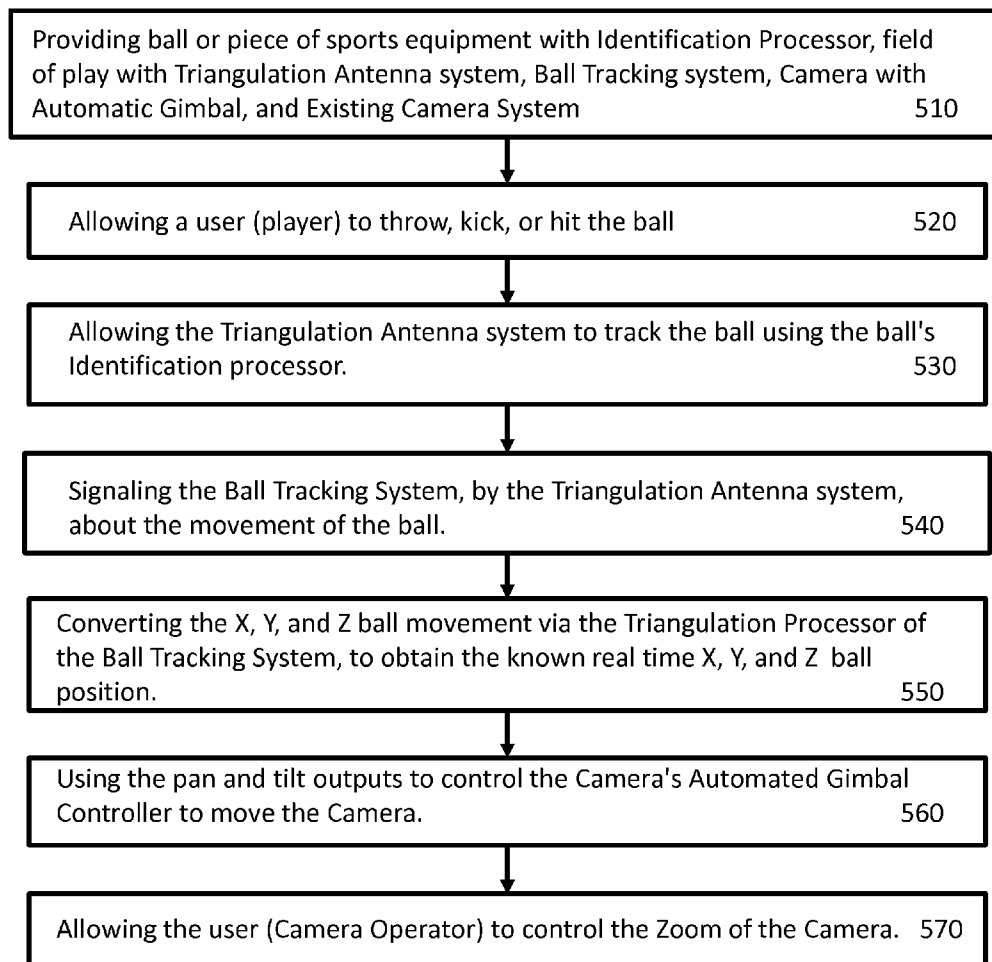 Providing ball or piece of sports equipment with Identification Processor, field
of play with Triangulation Antenna system, Ball Tracking system, Camera with
Automatic Gimbal, and Existing Camera System 510
Allowing a user (player) to throw, kick, or hit the ball 520
Allowing the Triangulation Antenna system to track the ball using the ball's
Identification processor. 530
Signaling the Ball Tracking System, by the Triangulation Antenna system,
about the movement of the ball. 540
Converting the X, Y, and Z ball movement via the Triangulation Processor of
the Ball Tracking System, to obtain the known real time X, Y, and Z ball
position. 550
Using the pan and tilt outputs to control the Camera's Automated Gimbal
Controller to move the Camera. 560
Allowing the user (Camera Operator) to control the Zoom of the Camera. 570